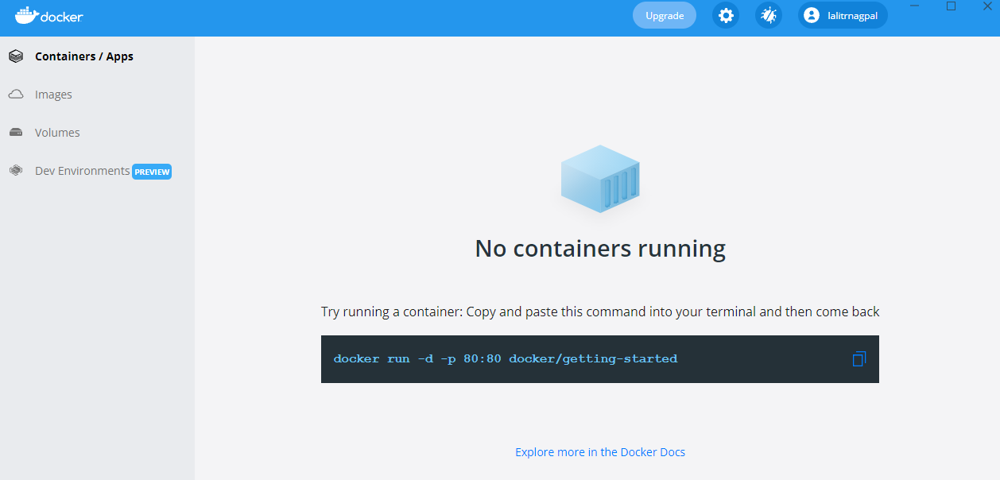 docker
Upgrade
lalitrnagpal
Containers / Apps
Images
Volumes
Dev Environments PREVIEW
No containers running
Try running a container: Copy and paste this command into your terminal and then come back
docker run -d -p 80:80 docker/getting-started
Explore more in the Docker Docs